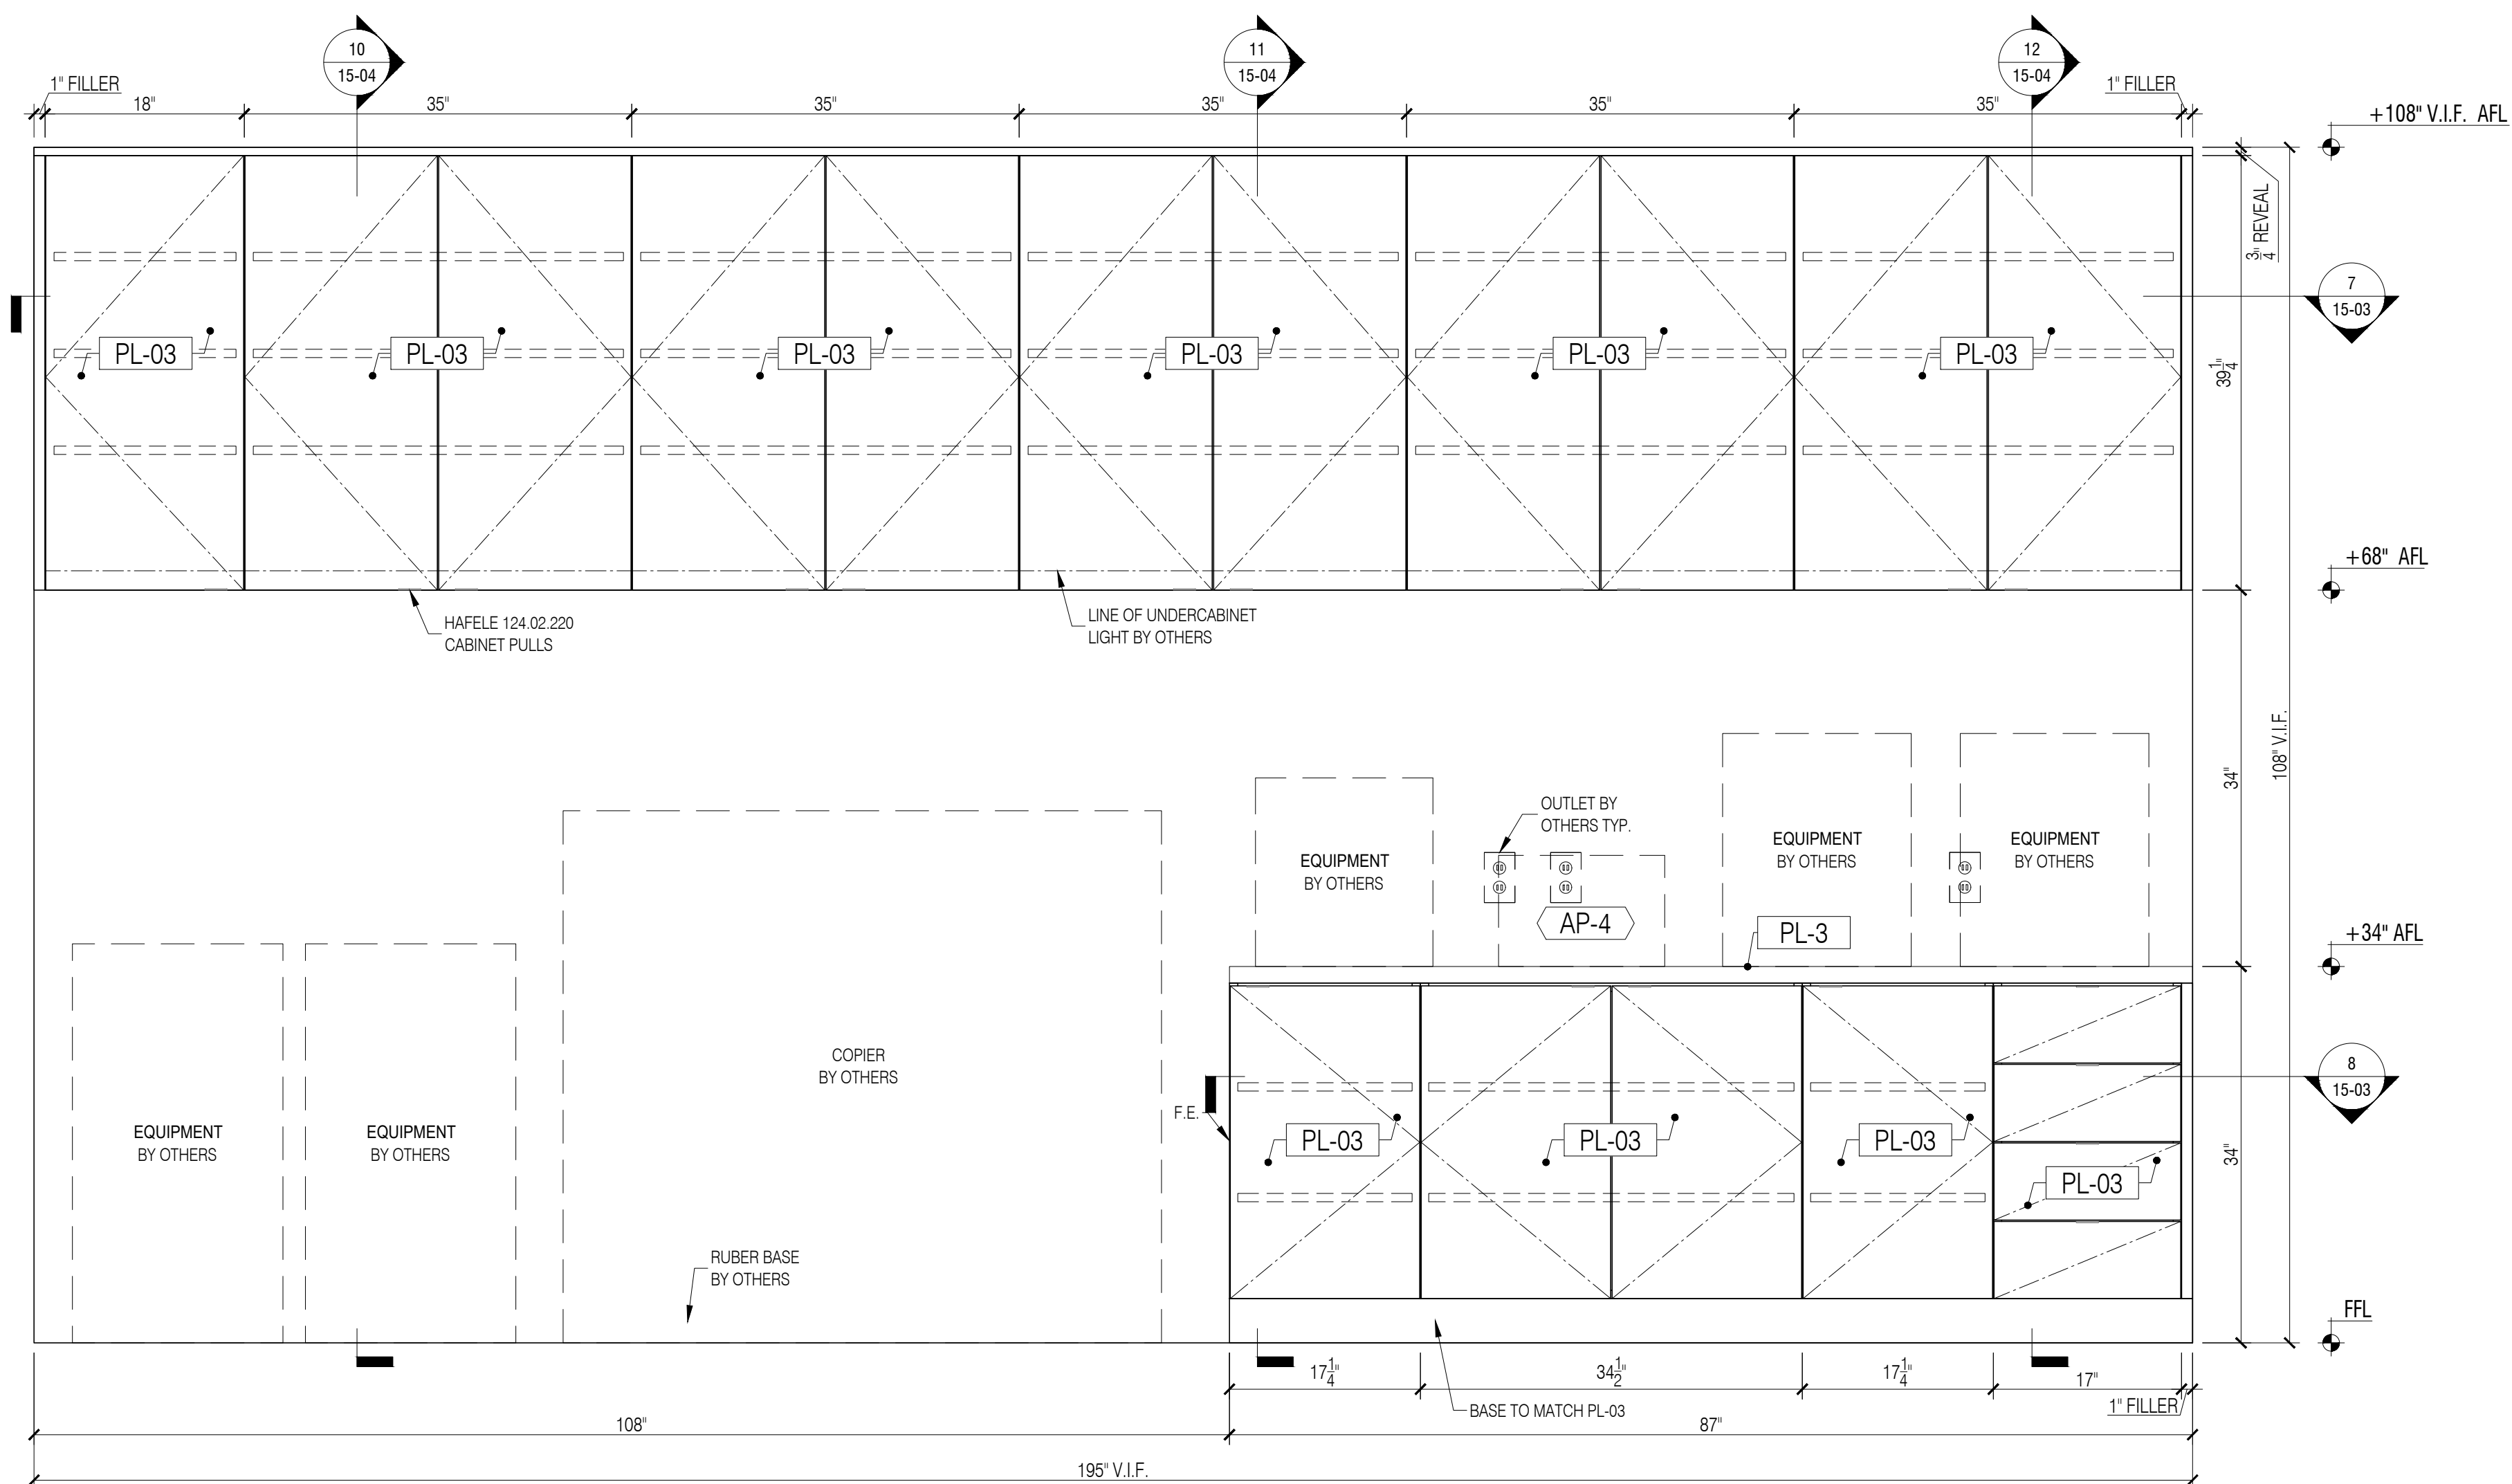 10
15-04
11
15-04
12
15-04
1" FILLER
18"
35"
35"
35"
35"
35"
1" FILLER
+108" V.I.F. AFL
3/4" REVEAL
7
15-03
PL-03
PL-03
PL-03
PL-03
PL-03
PL-03
39 1/4"
+68" AFL
HAFELE 124.02.220
CABINET PULLS
LINE OF UNDERCABINET
LIGHT BY OTHERS
108" V.I.F.
34"
OUTLET BY
OTHERS TYP.
EQUIPMENT
BY OTHERS
EQUIPMENT
BY OTHERS
EQUIPMENT
BY OTHERS
AP-4
PL-3
+34" AFL
COPIER
BY OTHERS
8
15-03
F.E.
EQUIPMENT
BY OTHERS
EQUIPMENT
BY OTHERS
PL-03
PL-03
PL-03
PL-03
34"
RUBER BASE
BY OTHERS
FFL
17 1/4"
34 1/2"
17 1/4"
17"
1" FILLER
BASE TO MATCH PL-03
108"
87"
195" V.I.F.